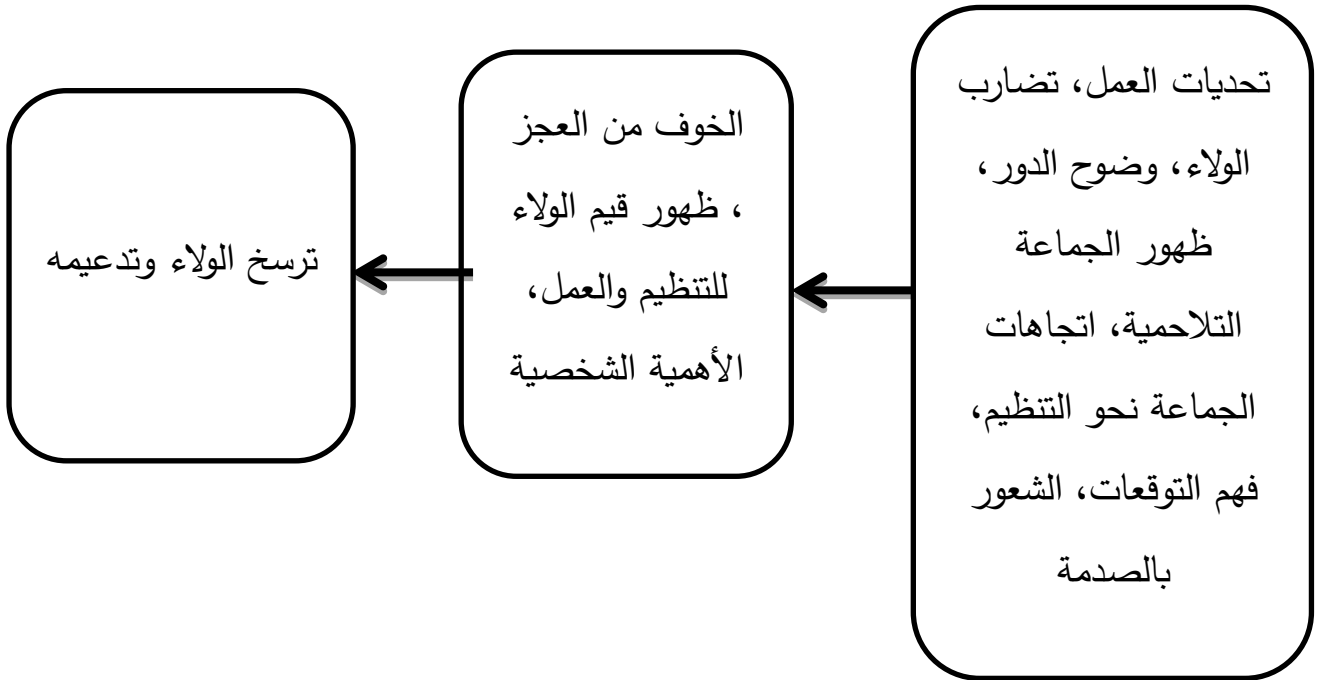 تحديات العمل، تضارب
الولاء، وضوح الدور،
ظهور الجماعة
التلاحمية، اتجاهات
الجماعة نحو التنظيم،
فهم التوقعات، الشعور
بالصدمة
الخوف من العجز
، ظهور قيم الولاء
للتنظيم والعمل،
الأهمية الشخصية
ترسخ الولاء وتدعيمه